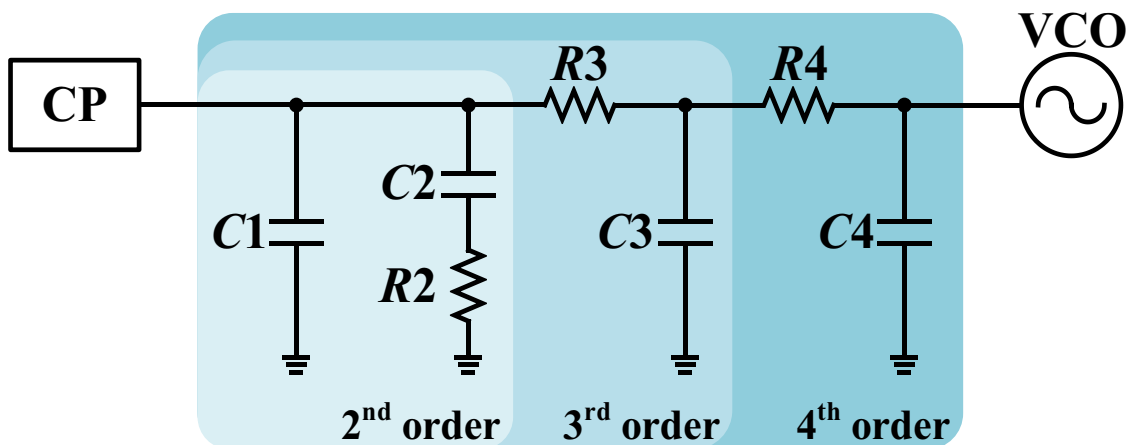 VCO
CP
R3
R4
C1
C2
R2
C3
C4
2nd order
3rd order
4th order